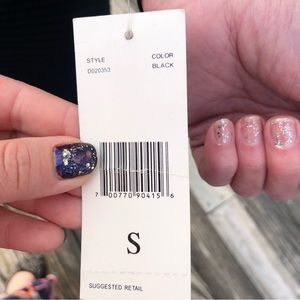 STYLE COLOR
D020353 BLACK
7 00770 90415 6
S
SUGGESTED RETAIL